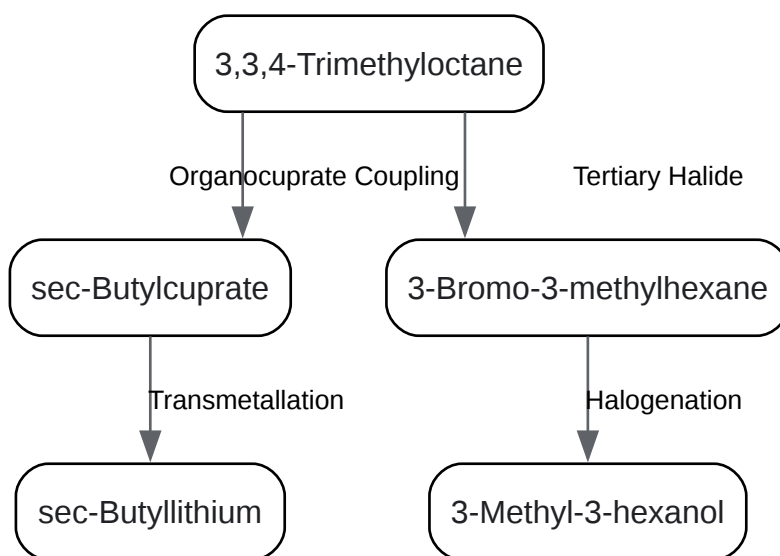 3,3,4-Trimethyloctane
Organocuprate Coupling
Tertiary Halide
sec-Butylcuprate
3-Bromo-3-methylhexane
Transmetallation
Halogenation
sec-Butyllithium
3-Methyl-3-hexanol